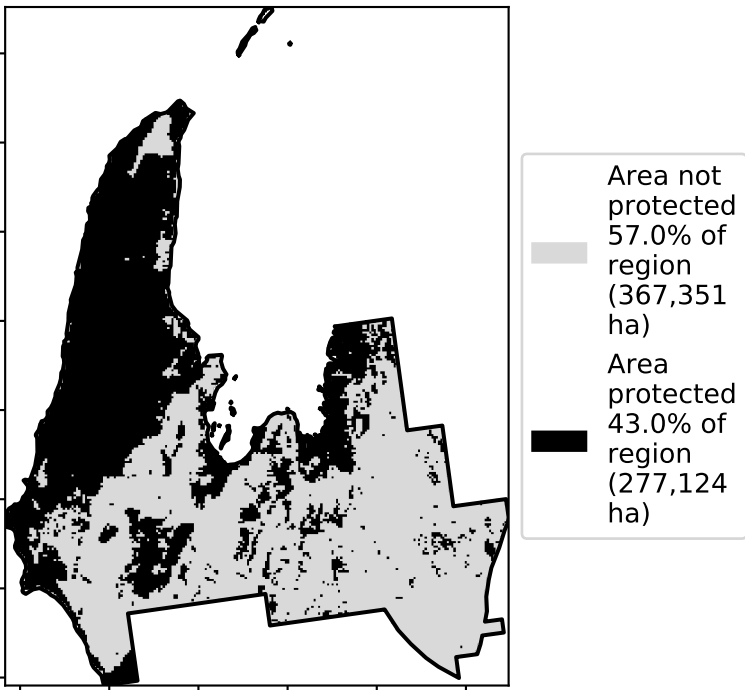 Area not
protected
57.0% of
region
(367,351
ha)
Area
protected
43.0% of
region
(277,124
ha)